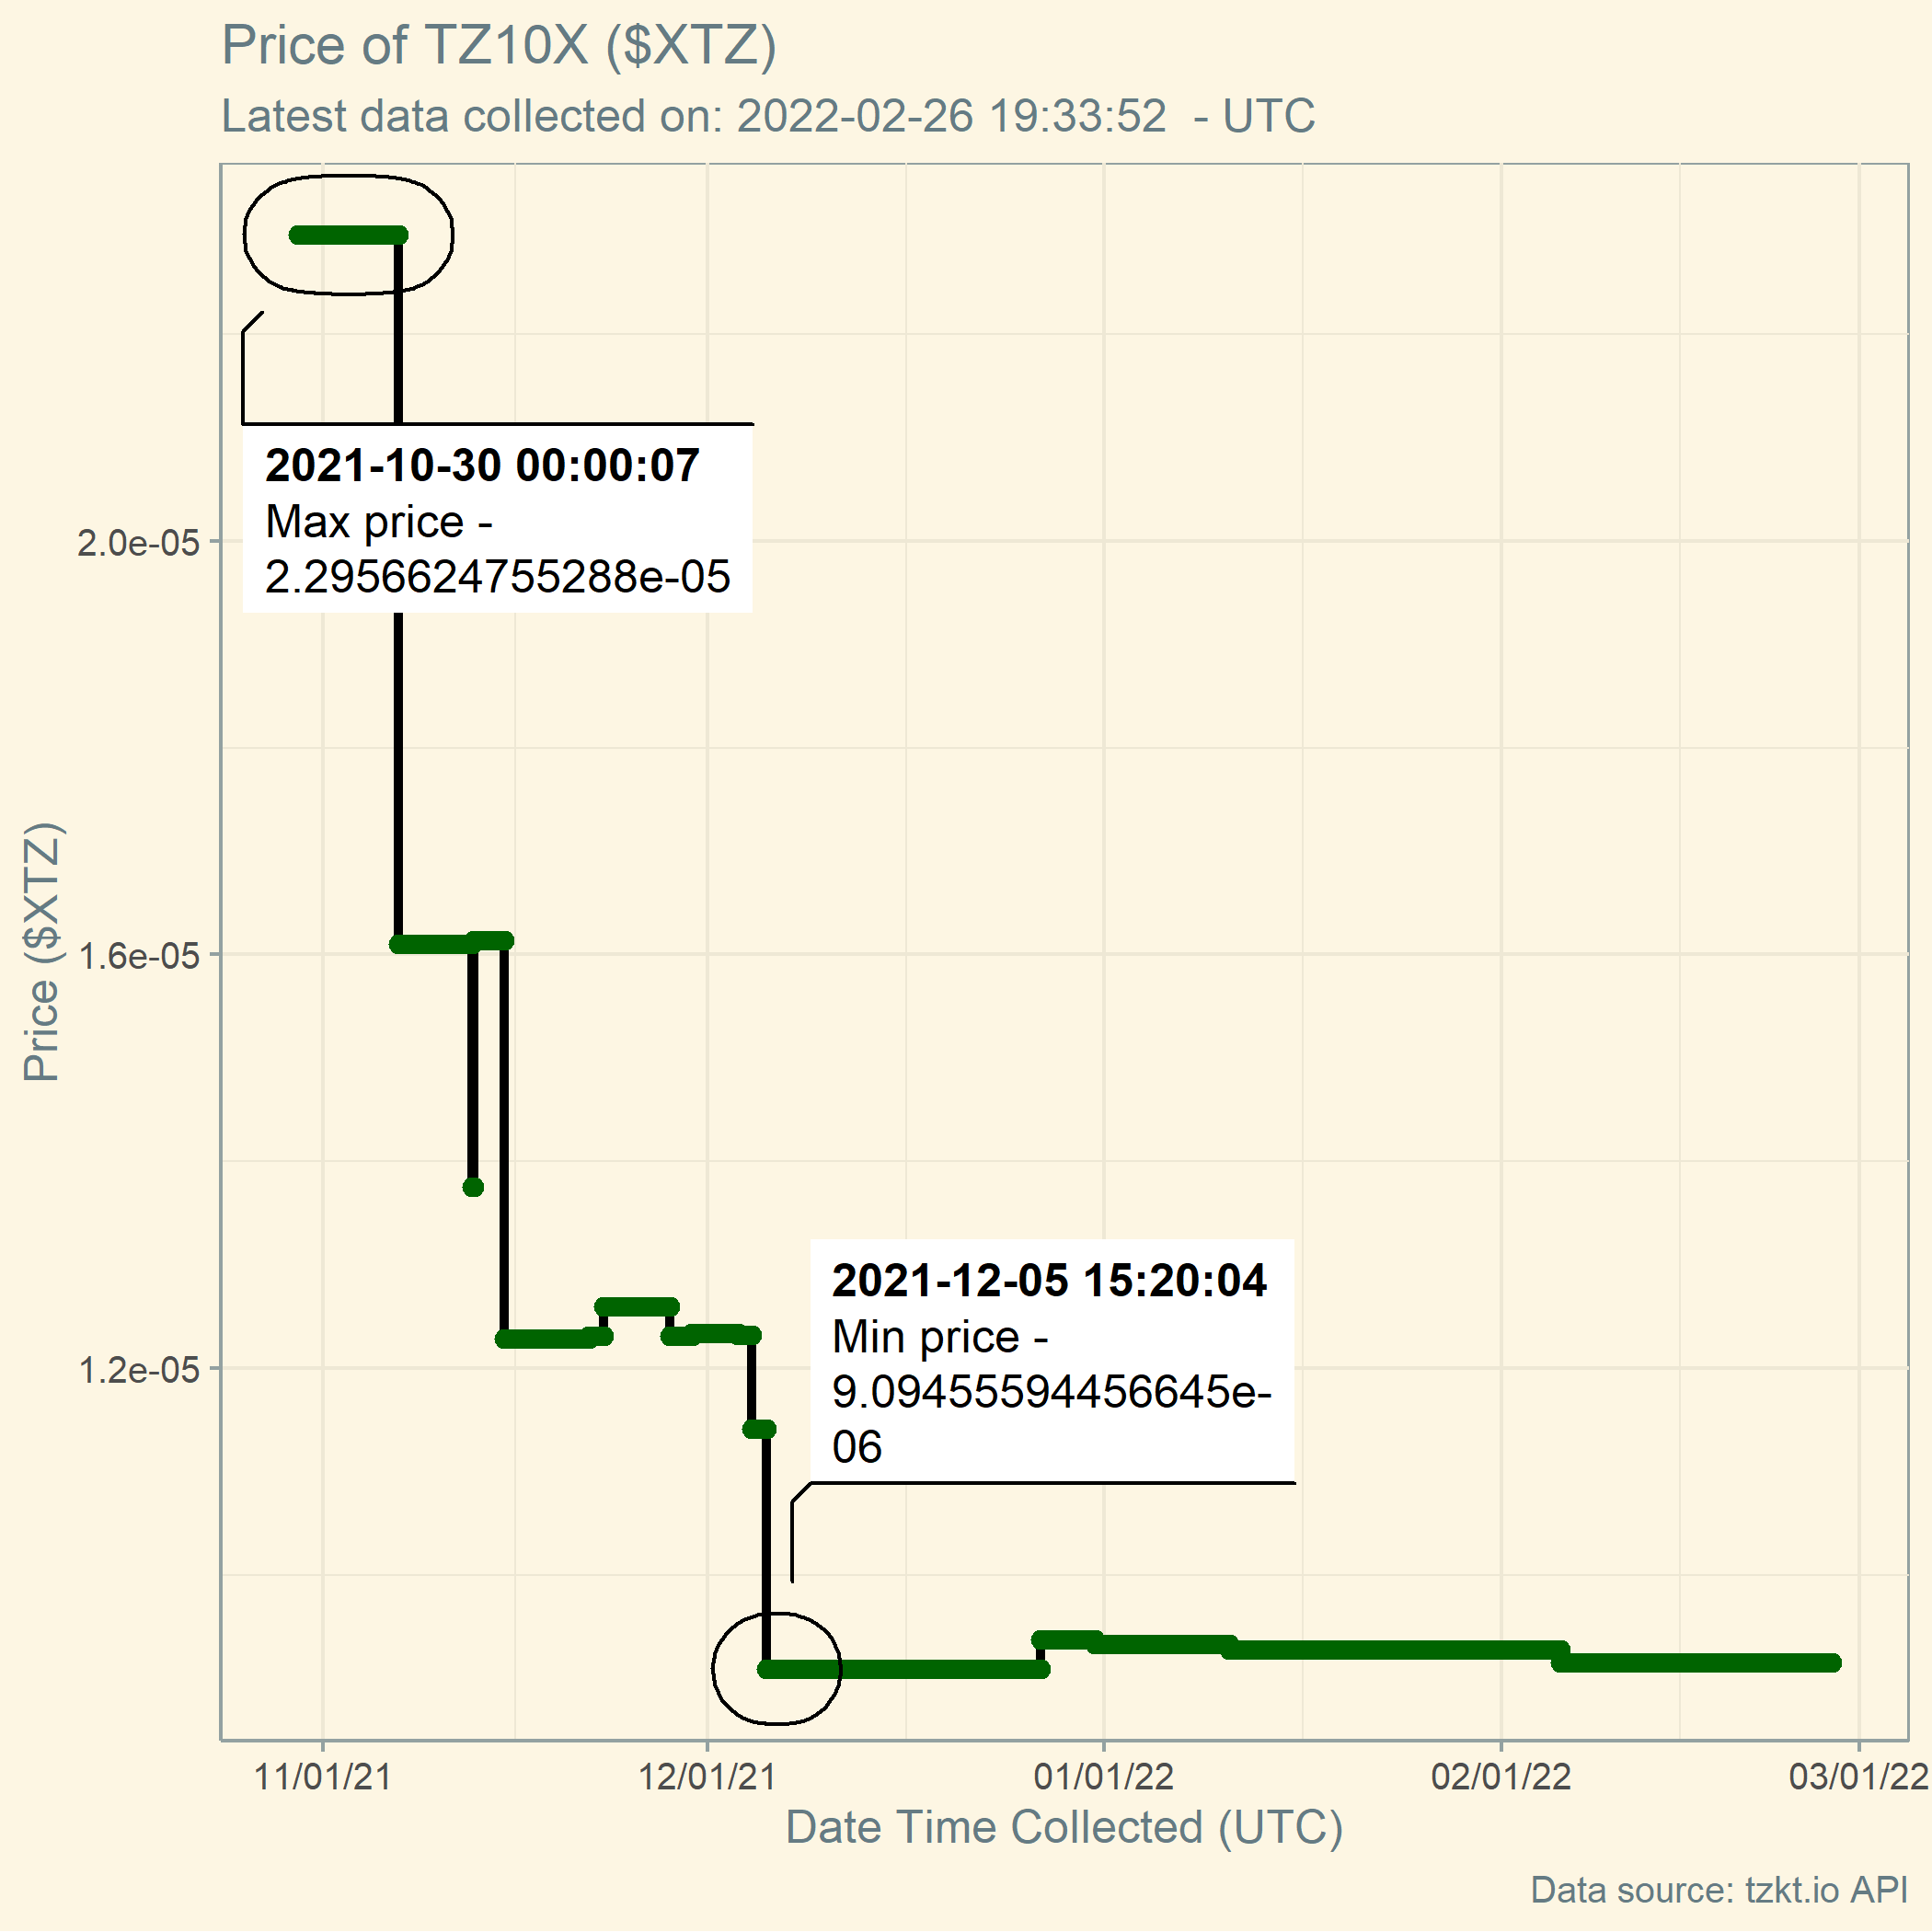 Price of TZ10X ($XTZ)
Latest data collected on: 2022-02-26 19:33:52  - UTC
2021-10-30 00:00:07
Max price -
2.2956624755288e-05
2.0e-05
1.6e-05
1.2e-05
Price ($XTZ)
2021-12-05 15:20:04
Min price -
9.09455594456645e-
06
11/01/21
12/01/21
01/01/22
02/01/22
03/01/22
Date Time Collected (UTC)
Data source: tzkt.io API